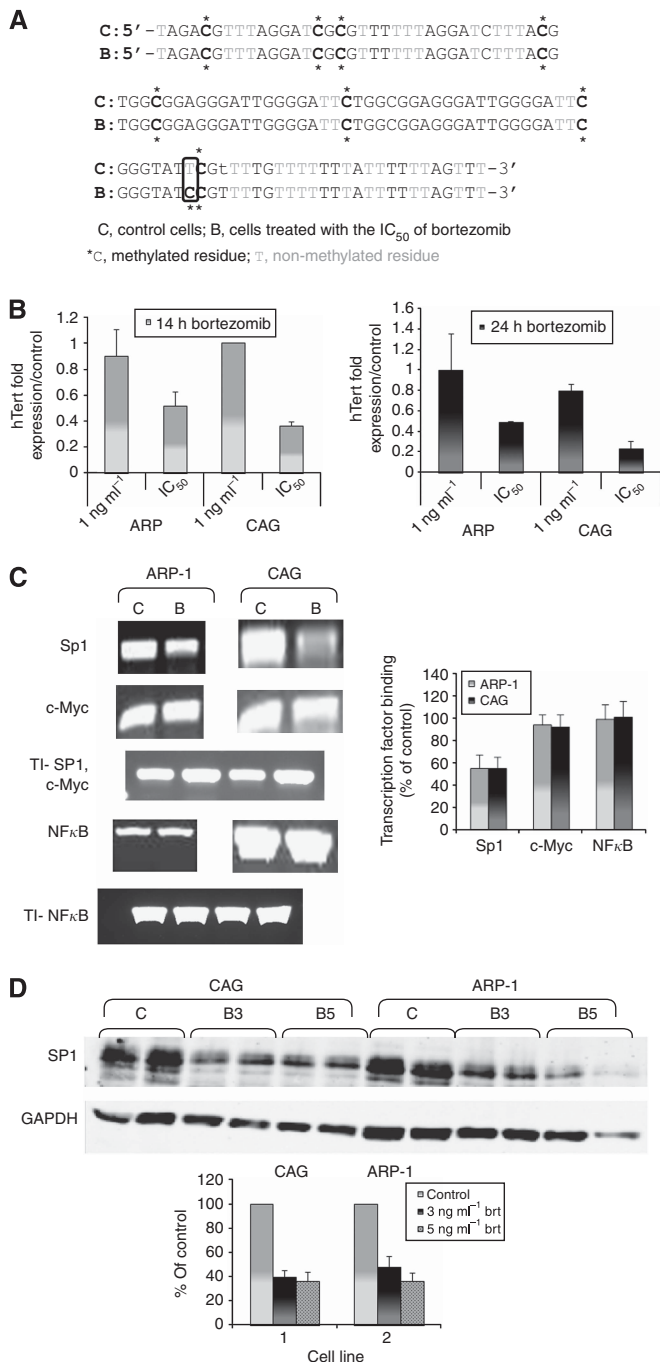 A
* * * *
C:5′-TAGACGTTTAGGATCGCGTTTTTAGGATCTTTACG
B:5′-TAGACGTTTAGGATCGCGTTTTTAGGATCTTTACG
* * * *
* * *
C:TGGCGGAGGGATTGGGGATTCTGGCGGAGGGATTGGGGATTC
B:TGGCGGAGGGATTGGGGATTCTGGCGGAGGGATTGGGGATTC
* * *
*
C:GGGTATTCGtTTTGTTTTTTTATTTTTTAGTTT-3′
B:GGGTATCCGTTTTGTTTTTTTATTTTTTAGTTT-3′
**
C, control cells; B, cells treated with the IC50 of bortezomib
*C, methylated residue; T, non-methylated residue
B
14 h bortezomib
hTert fold expression/control
1.2
1
0.8
0.6
0.4
0.2
0
1 ng ml−1 IC50 1 ng ml−1 IC50
ARP CAG
24 h bortezomib
hTert fold expression/control
1.6
1.4
1.2
1
0.8
0.6
0.4
0.2
0
1 ng ml−1 IC50 1 ng ml−1 IC50
ARP CAG
C
ARP-1 CAG
C B C B
Sp1
c-Myc
TI- SP1,
c-Myc
NFκB
TI- NFκB
Transcription factor binding
(% of control)
140
120
100
80
60
40
20
0
ARP-1
CAG
Sp1 c-Myc NFκB
D
CAG ARP-1
C B3 B5 C B3 B5
SP1
GAPDH
CAG ARP-1
% Of control
100
80
60
40
20
0
Control
3 ng ml−1 brt
5 ng ml−1 brt
1 2
Cell line